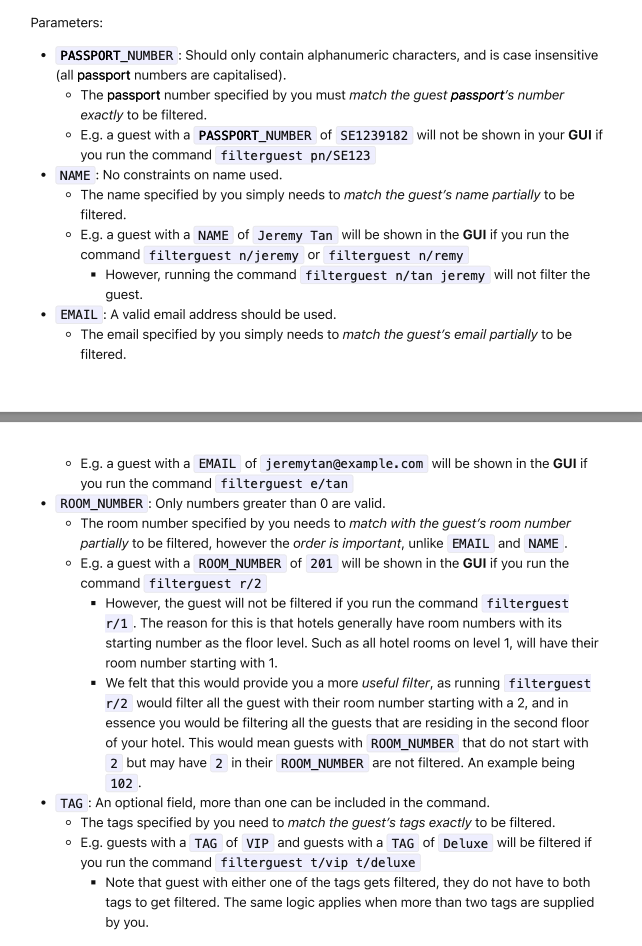 Parameters:
• PASSPORT_NUMBER : Should only contain alphanumeric characters, and is case insensitive
(all passport numbers are capitalised).
◦ The passport number specified by you must match the guest passport's number
exactly to be filtered.
◦ E.g. a guest with a PASSPORT_NUMBER of SE1239182 will not be shown in your GUI if
you run the command filterguest pn/SE123
• NAME : No constraints on name used.
◦ The name specified by you simply needs to match the guest's name partially to be
filtered.
◦ E.g. a guest with a NAME of Jeremy Tan will be shown in the GUI if you run the
command filterguest n/jeremy or filterguest n/remy
▪ However, running the command filterguest n/tan jeremy will not filter the
guest.
• EMAIL : A valid email address should be used.
◦ The email specified by you simply needs to match the guest's email partially to be
filtered.
◦ E.g. a guest with a EMAIL of jeremytan@example.com will be shown in the GUI if
you run the command filterguest e/tan
• ROOM_NUMBER : Only numbers greater than 0 are valid.
◦ The room number specified by you needs to match with the guest's room number
partially to be filtered, however the order is important, unlike EMAIL and NAME .
◦ E.g. a guest with a ROOM_NUMBER of 201 will be shown in the GUI if you run the
command filterguest r/2
▪ However, the guest will not be filtered if you run the command filterguest
r/1 . The reason for this is that hotels generally have room numbers with its
starting number as the floor level. Such as all hotel rooms on level 1, will have their
room number starting with 1.
▪ We felt that this would provide you a more useful filter, as running filterguest
r/2 would filter all the guest with their room number starting with a 2, and in
essence you would be filtering all the guests that are residing in the second floor
of your hotel. This would mean guests with ROOM_NUMBER that do not start with
2 but may have 2 in their ROOM_NUMBER are not filtered. An example being
102 .
• TAG : An optional field, more than one can be included in the command.
◦ The tags specified by you need to match the guest's tags exactly to be filtered.
◦ E.g. guests with a TAG of VIP and guests with a TAG of Deluxe will be filtered if
you run the command filterguest t/vip t/deluxe
▪ Note that guest with either one of the tags gets filtered, they do not have to both
tags to get filtered. The same logic applies when more than two tags are supplied
by you.